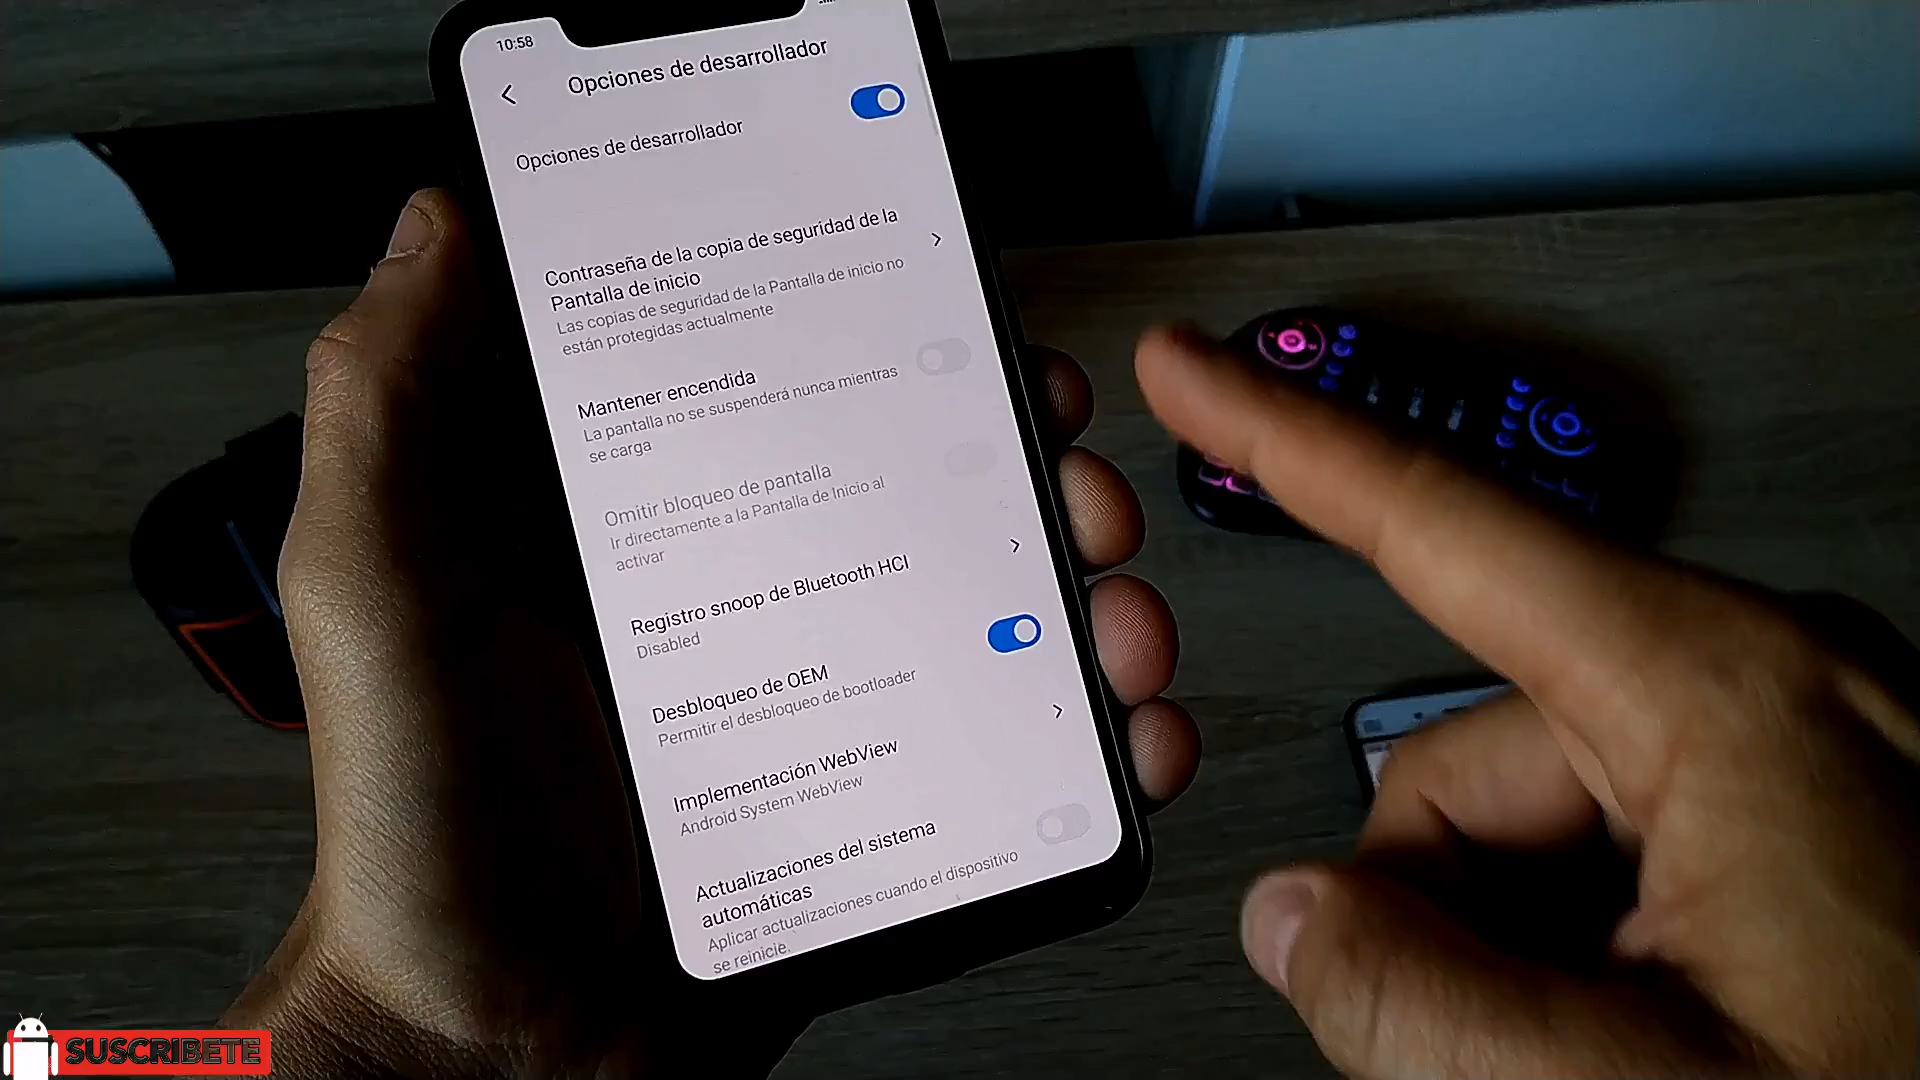 10:58
Opciones de desarrollador
Opciones de desarrollador
Contraseña de la copia de seguridad de la
Pantalla de inicio
Las copias de seguridad de la Pantalla de inicio no
están protegidas actualmente
Mantener encendida
La pantalla no se suspenderá nunca mientras
se carga
Omitir bloqueo de pantalla
Ir directamente a la Pantalla de Inicio al
activar
Registro snoop de Bluetooth HCI
Disabled
Desbloqueo de OEM
Permitir el desbloqueo de bootloader
Implementación WebView
Android System WebView
Actualizaciones del sistema
automáticas
Aplicar actualizaciones cuando el dispositivo
se reinicie.
SUSCRIBETE